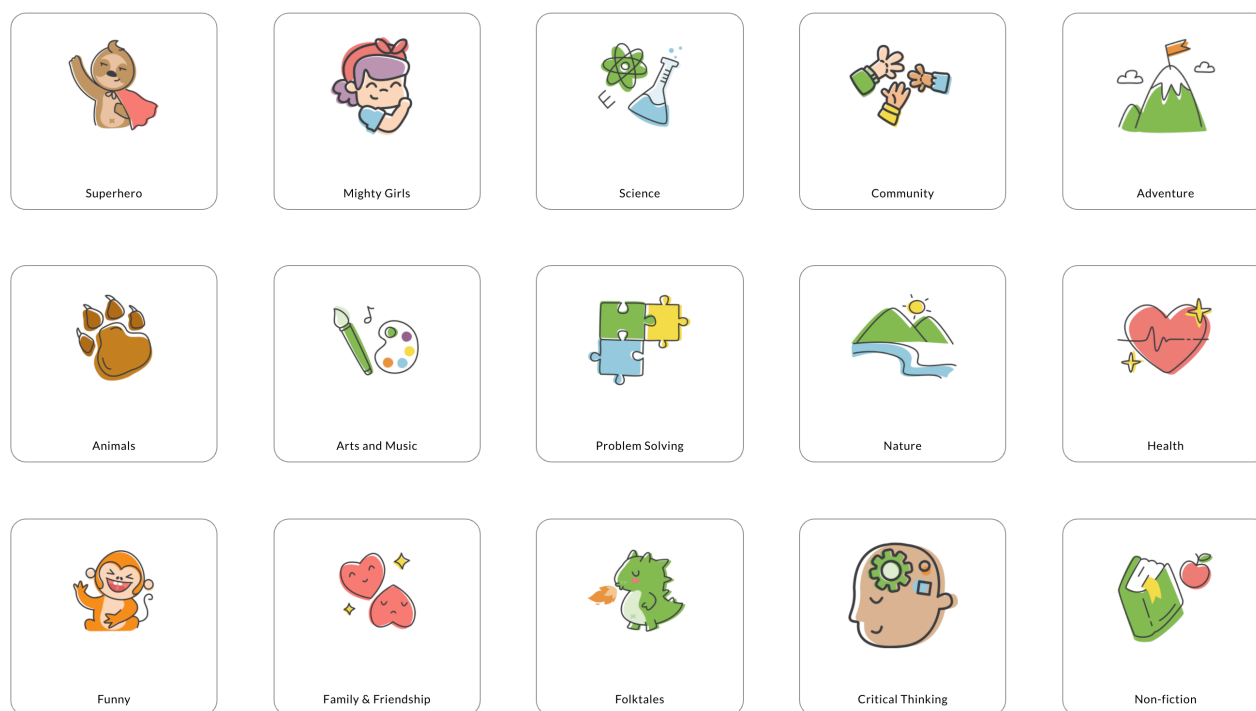 Superhero
Mighty Girls
E
Science
Community
Adventure
Animals
Arts and Music
Problem Solving
Nature
Health
Funny
Family & Friendship
Folktales
Critical Thinking
Non-fiction